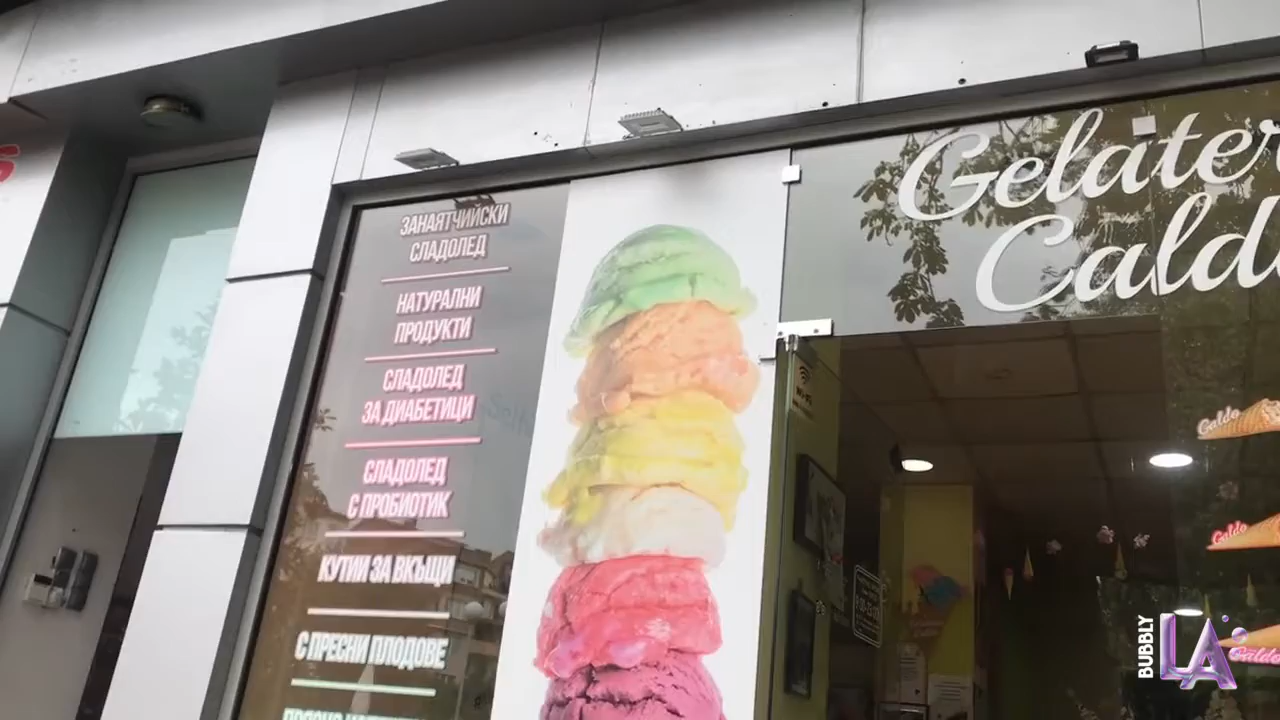 ЗАНАЯТЧИЙСКИ
СЛАДОЛЕД
НАТУРАЛНИ
ПРОДУКТИ
СЛАДОЛЕД
ЗА ДИАБЕТИЦИ
СЛАДОЛЕД
С ПРОБИОТИК
КУТИИ ЗА ВКЪЩИ
С ПРЕСНИ ПЛОДОВЕ
Gelater
Cald
Caldo
Caldo
Caldo
BUBBLY
LA